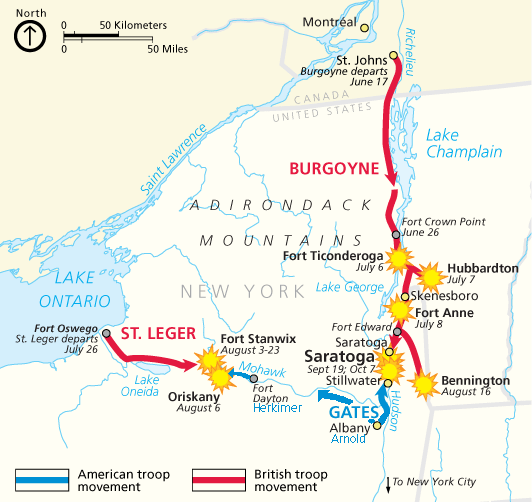 North
0 50 Kilometers
0 50 Miles
Montréal
Richelieu
St. Johns
Burgoyne departs
June 17
CANADA
UNITED STATES
Saint Lawrence
Lake
Champlain
BURGOYNE
ADIRONDACK
MOUNTAINS
Fort Crown Point
June 26
Fort Ticonderoga
July 6
Hubbardton
July 7
LAKE
ONTARIO
NEW YORK
Lake George
Skenesboro
Fort Anne
July 8
Fort Oswego
St. Leger departs
July 26
ST. LEGER
Fort Stanwix
August 3-23
Fort Edward
Saratoga
Saratoga
Sept 19; Oct 7
Stillwater
Mohawk
Lake
Oneida
Oriskany
August 6
Fort
Dayton
Herkimer
Bennington
August 16
GATES
Hudson
Albany
Arnold
American troop
movement
British troop
movement
To New York City